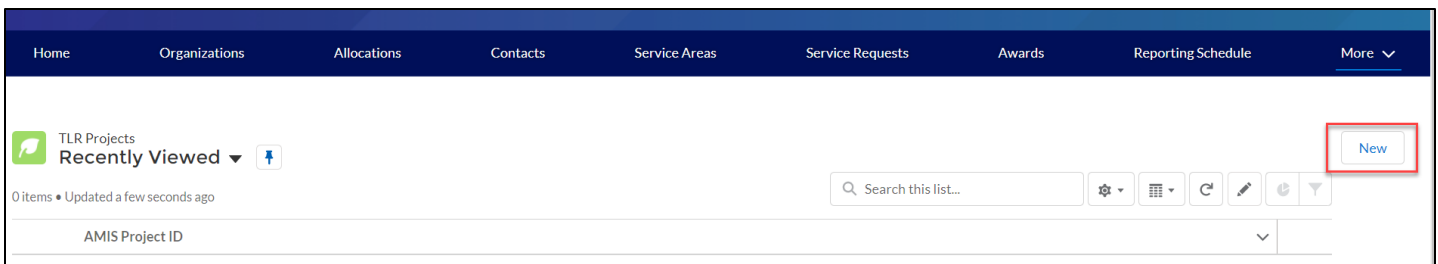 Home Organizations Allocations Contacts Service Areas Service Requests Awards Reporting Schedule More
TLR Projects
Recently Viewed
New
0 items • Updated a few seconds ago
Search this list...
AMIS Project ID